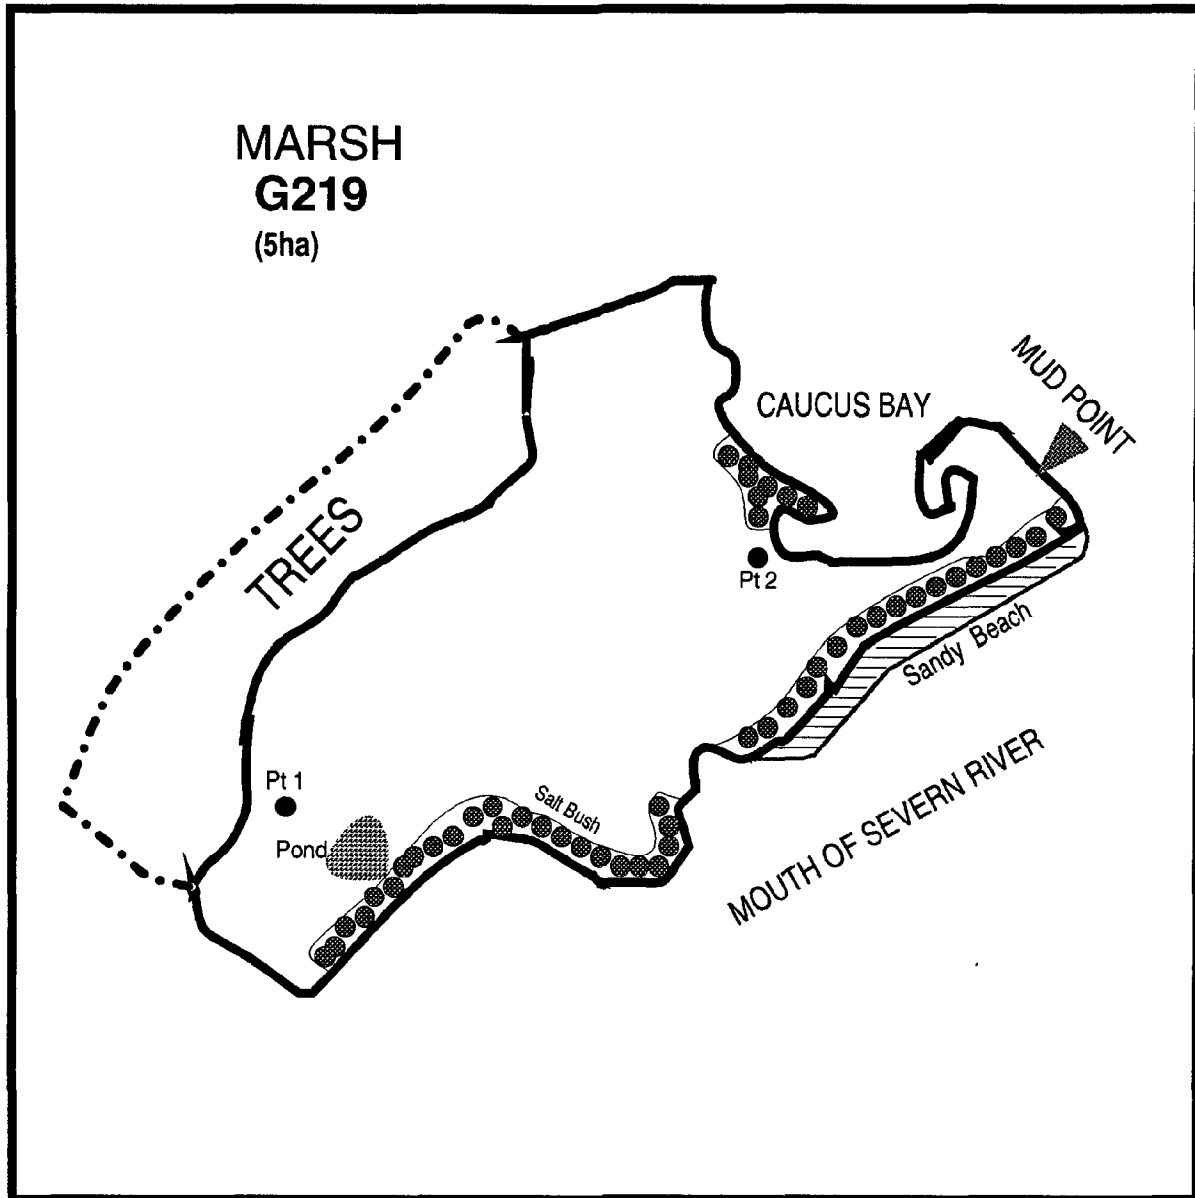 MARSH
G219
(5ha)
MUD POINT
CAUCUS BAY
TREES
Pt 2
Sandy Beach
Pt 1
Salt Bush
Pond
MOUTH OF SEVERN RIVER